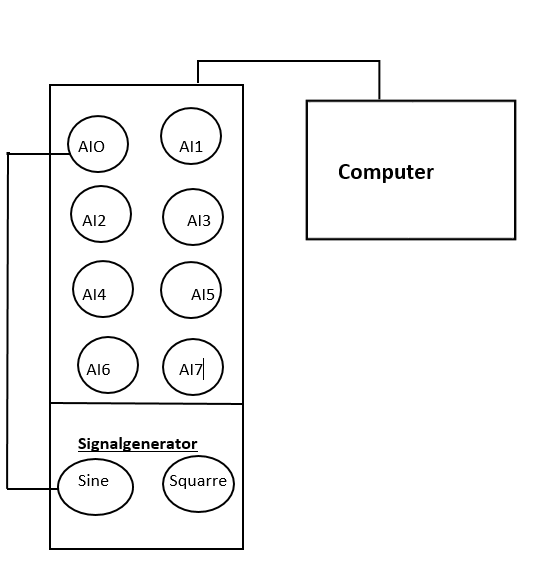 AIO
AI1
Computer
AI2
AI3
AI4
AI5
AI6
AI7
Signalgenerator
Sine
Squarre